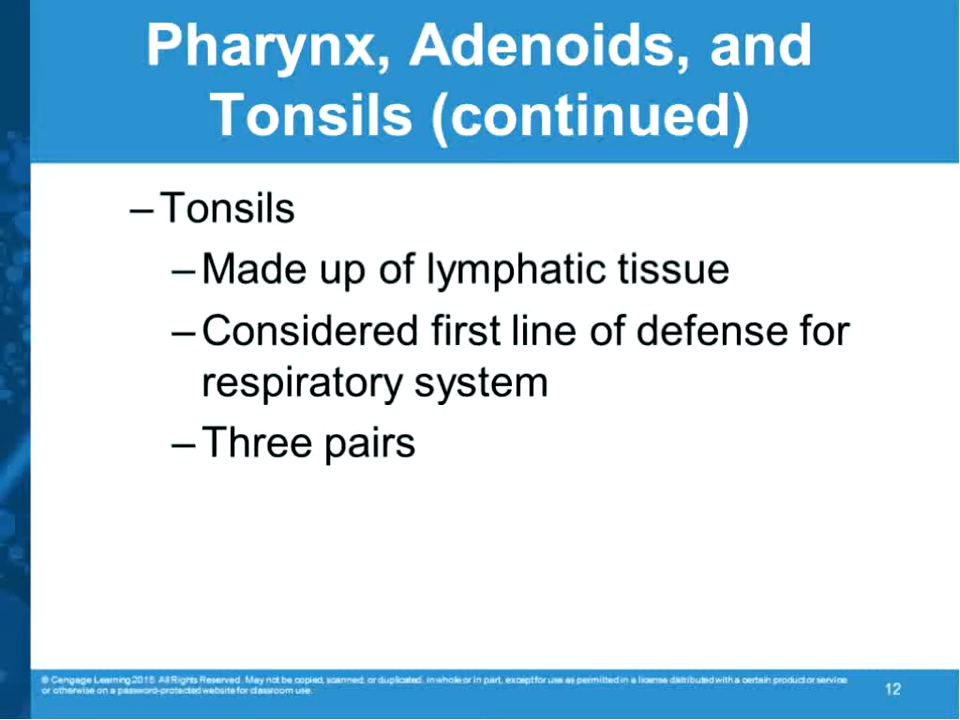 Pharynx, Adenoids, and
Tonsils (continued)
– Tonsils
– Made up of lymphatic tissue
– Considered first line of defense for
respiratory system
– Three pairs
© Cengage Learning 2015. All Rights Reserved. May not be copied, scanned, or duplicated, in whole or in part, except for use as permitted in a license distributed with a certain product or service
or otherwise on a password-protected website for classroom use.
12